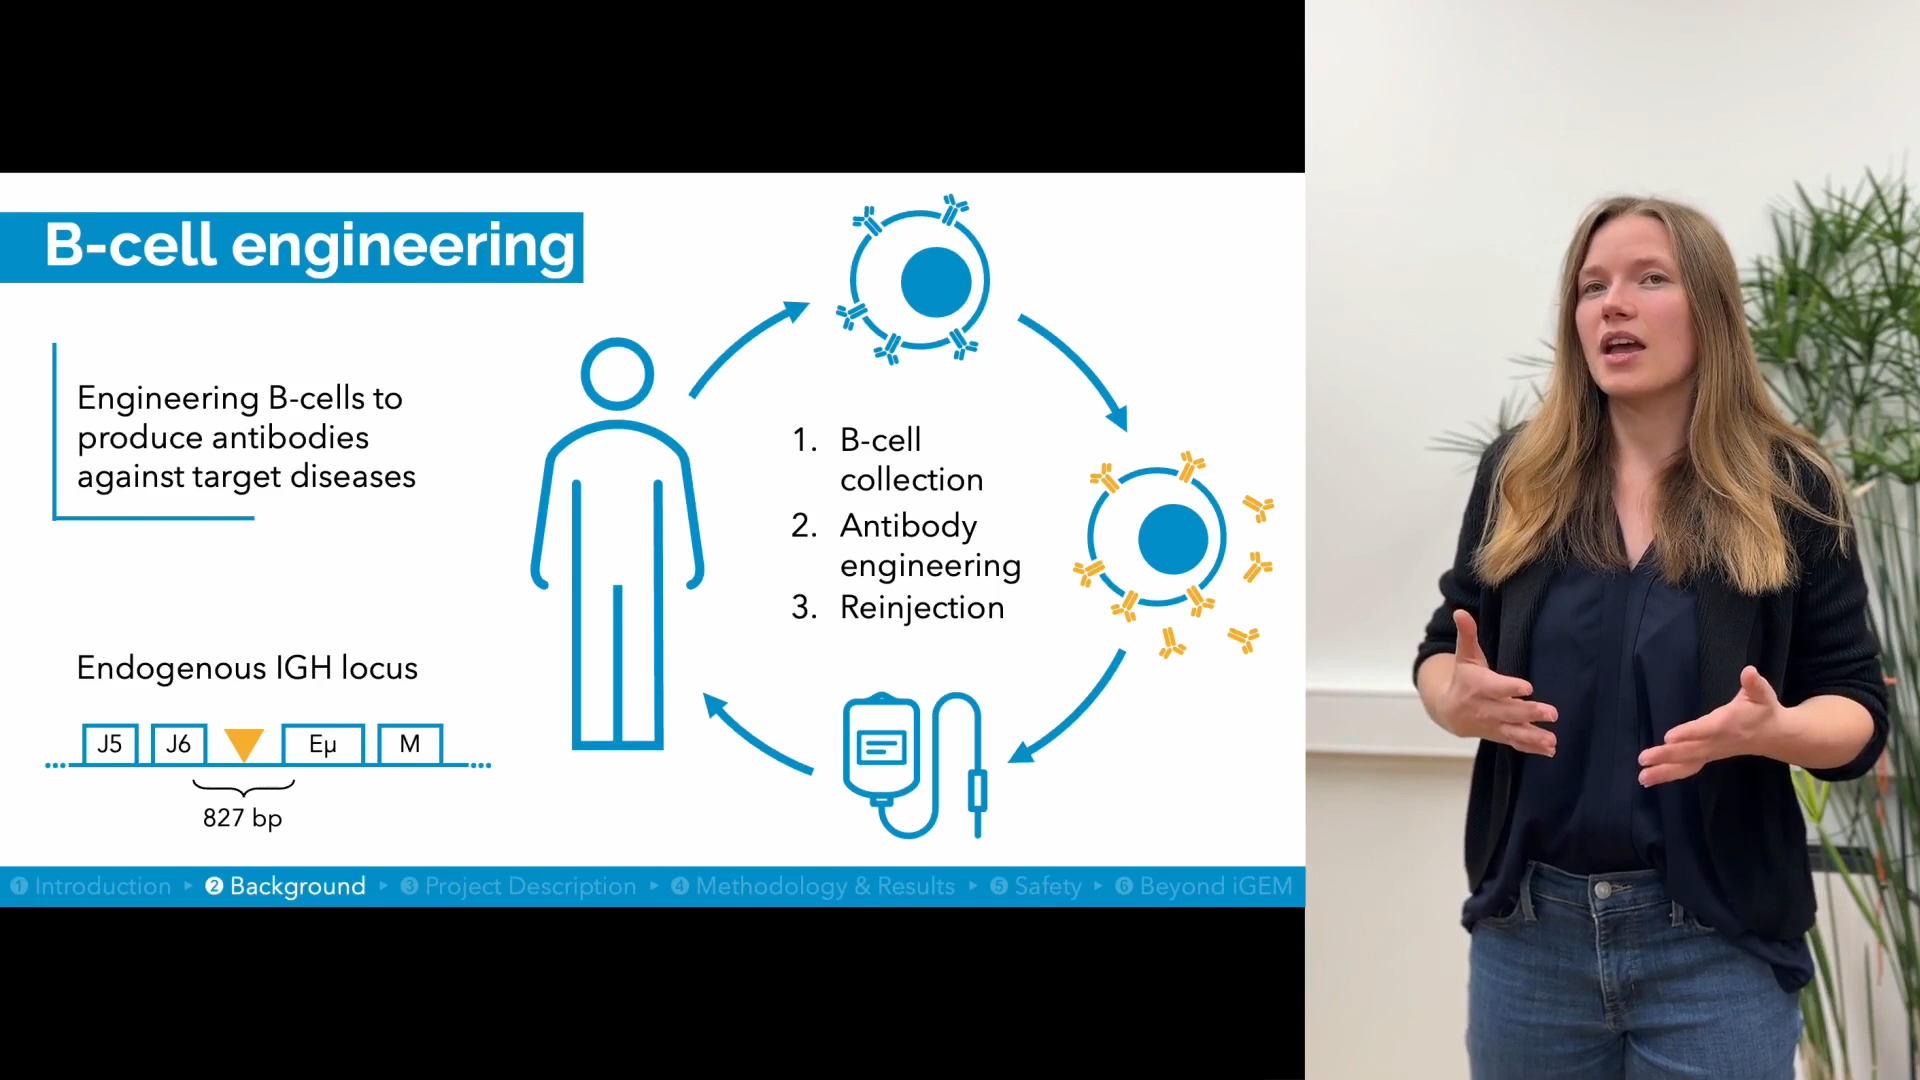 B-cell engineering
Engineering B-cells to
produce antibodies
against target diseases
1. B-cell
collection
2. Antibody
engineering
3. Reinjection
Endogenous IGH locus
J5 J6 Eμ M
827 bp
1 Introduction ▸ 2 Background ▸ 3 Project Description ▸ 4 Methodology & Results ▸ 5 Safety ▸ 6 Beyond iGEM